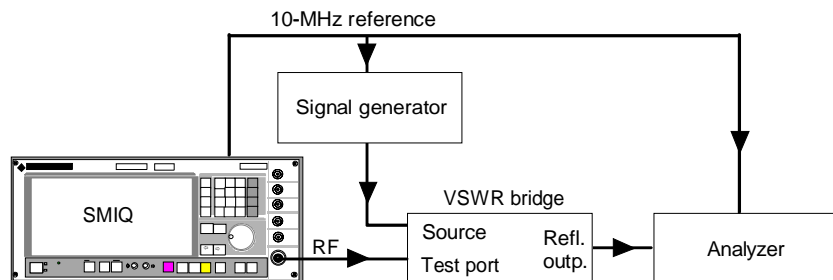 10-MHz reference
Signal generator
VSWR bridge
SMIQ
RF
Source
Test port
Refl.
outp.
Analyzer